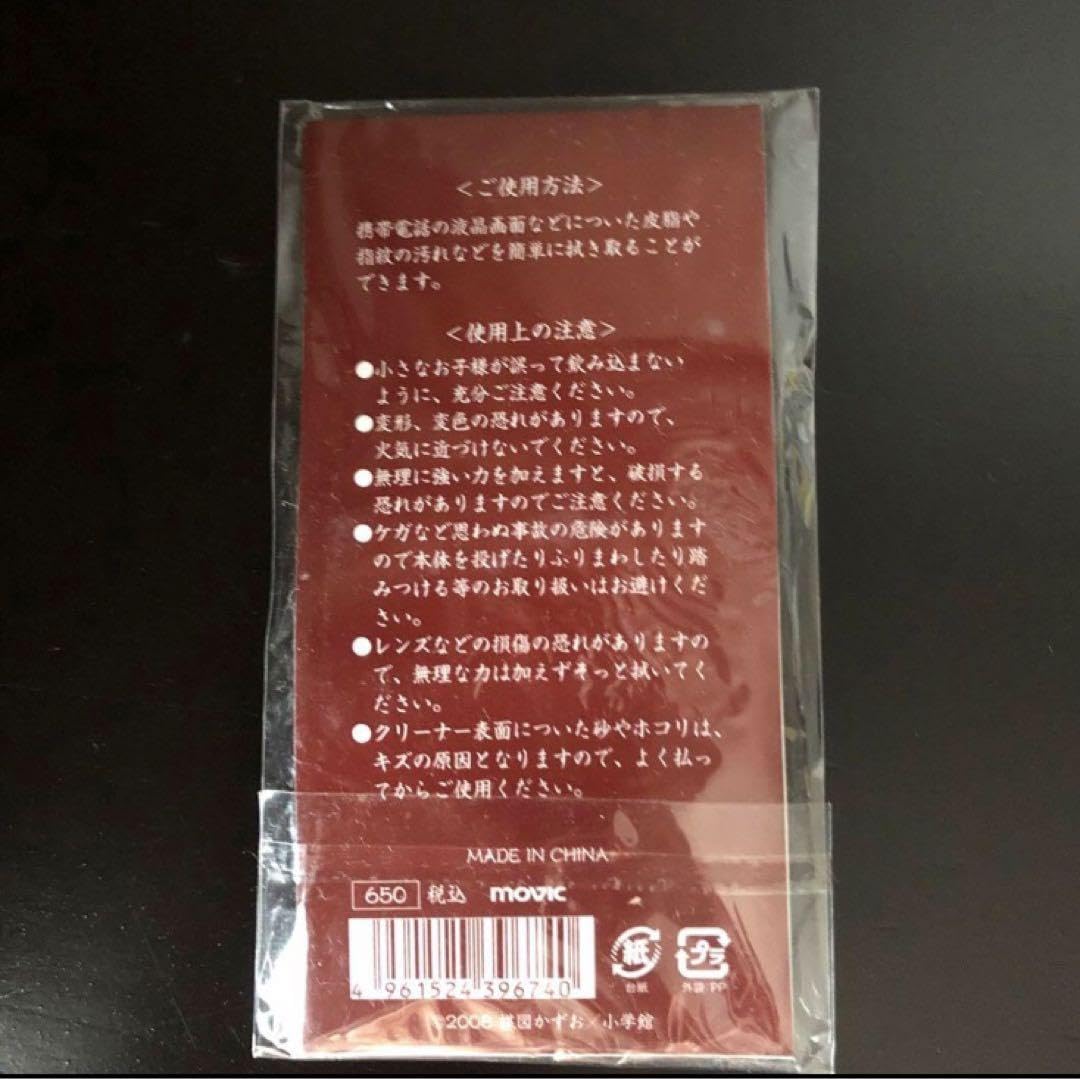 ＜ご使用方法＞
携帯電話の液晶画面などについた皮脂や
指紋の汚れなどを簡単に拭き取ることが
できます。
＜使用上の注意＞
●小さなお子様が誤って飲み込まない
ように、充分ご注意ください。
●変形、変色の恐れがありますので、
火気に近づけないでください。
●無理に強い力を加えますと、破損する
恐れがありますのでご注意ください。
●ケガなど思わぬ事故の危険があります
ので本体を投げたりふりまわしたり踏
みつける等のお取り扱いはお避けくだ
さい。
●レンズなどの損傷の恐れがありますの
で、無理な力は加えずそっと拭いてく
ださい。
●クリーナー表面についた砂やホコリは、
キズの原因となりますので、よく払っ
てからご使用ください。
MADE IN CHINA
650 税込 movic
4 961524 396740
紙 プラ
台紙 外袋:PP
©2008 楳図かずお×小学館